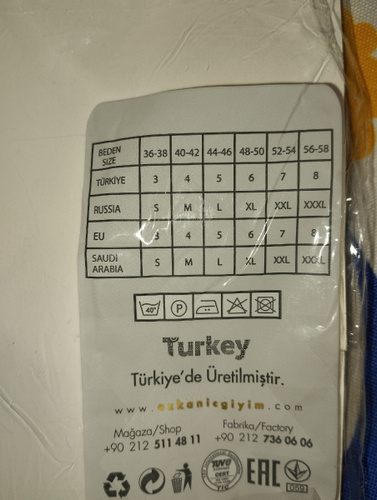 BEDEN SIZE 36-38 40-42 44-46 48-50 52-54 56-58
TÜRKİYE 3 4 5 6 7 8
RUSSIA S M L XL XXL XXXL
EU 3 4 5 6 7 8
SAUDI ARABIA S M L XL XXL XXXL
40° P
Turkey
Türkiye'de Üretilmiştir.
www.eskanicgiyim.com
Mağaza/Shop Fabrika/Factory
+90 212 511 48 11 +90 212 736 06 06
EAC 059